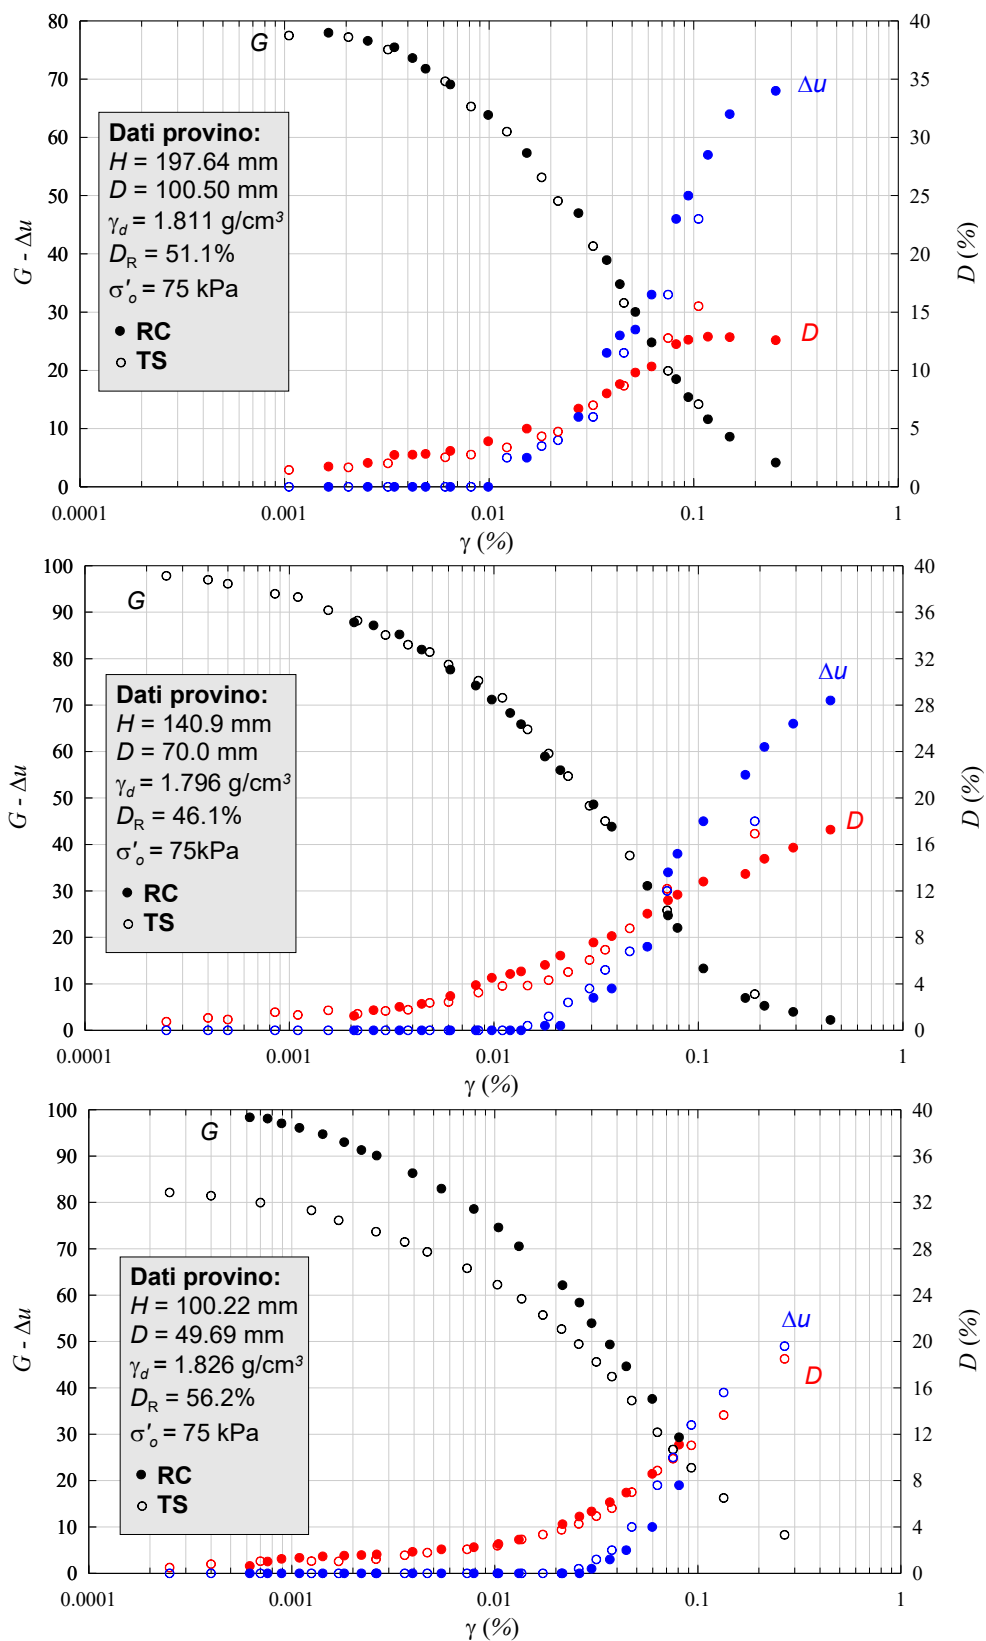 80
70
60
50
40
30
20
10
0
G - Δu
40
35
30
25
20
15
10
5
0
D (%)
G
Δu
D
Dati provino:
H = 197.64 mm
D = 100.50 mm
γd = 1.811 g/cm³
DR = 51.1%
σ'o = 75 kPa
RC
TS
0.0001
0.001
0.01
0.1
1
γ (%)
100
90
80
70
60
50
40
30
20
10
0
G - Δu
40
36
32
28
24
20
16
12
8
4
0
D (%)
G
Δu
D
Dati provino:
H = 140.9 mm
D = 70.0 mm
γd = 1.796 g/cm³
DR = 46.1%
σ'o = 75kPa
RC
TS
0.0001
0.001
0.01
0.1
1
γ (%)
100
90
80
70
60
50
40
30
20
10
0
G - Δu
40
36
32
28
24
20
16
12
8
4
0
D (%)
G
Δu
D
Dati provino:
H = 100.22 mm
D = 49.69 mm
γd = 1.826 g/cm³
DR = 56.2%
σ'o = 75 kPa
RC
TS
0.0001
0.001
0.01
0.1
1
γ (%)